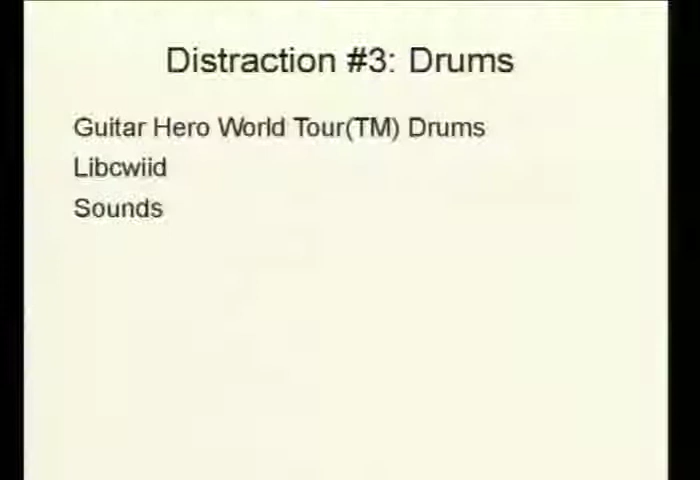 Distraction #3: Drums
Guitar Hero World Tour(TM) Drums
Libcwiid
Sounds